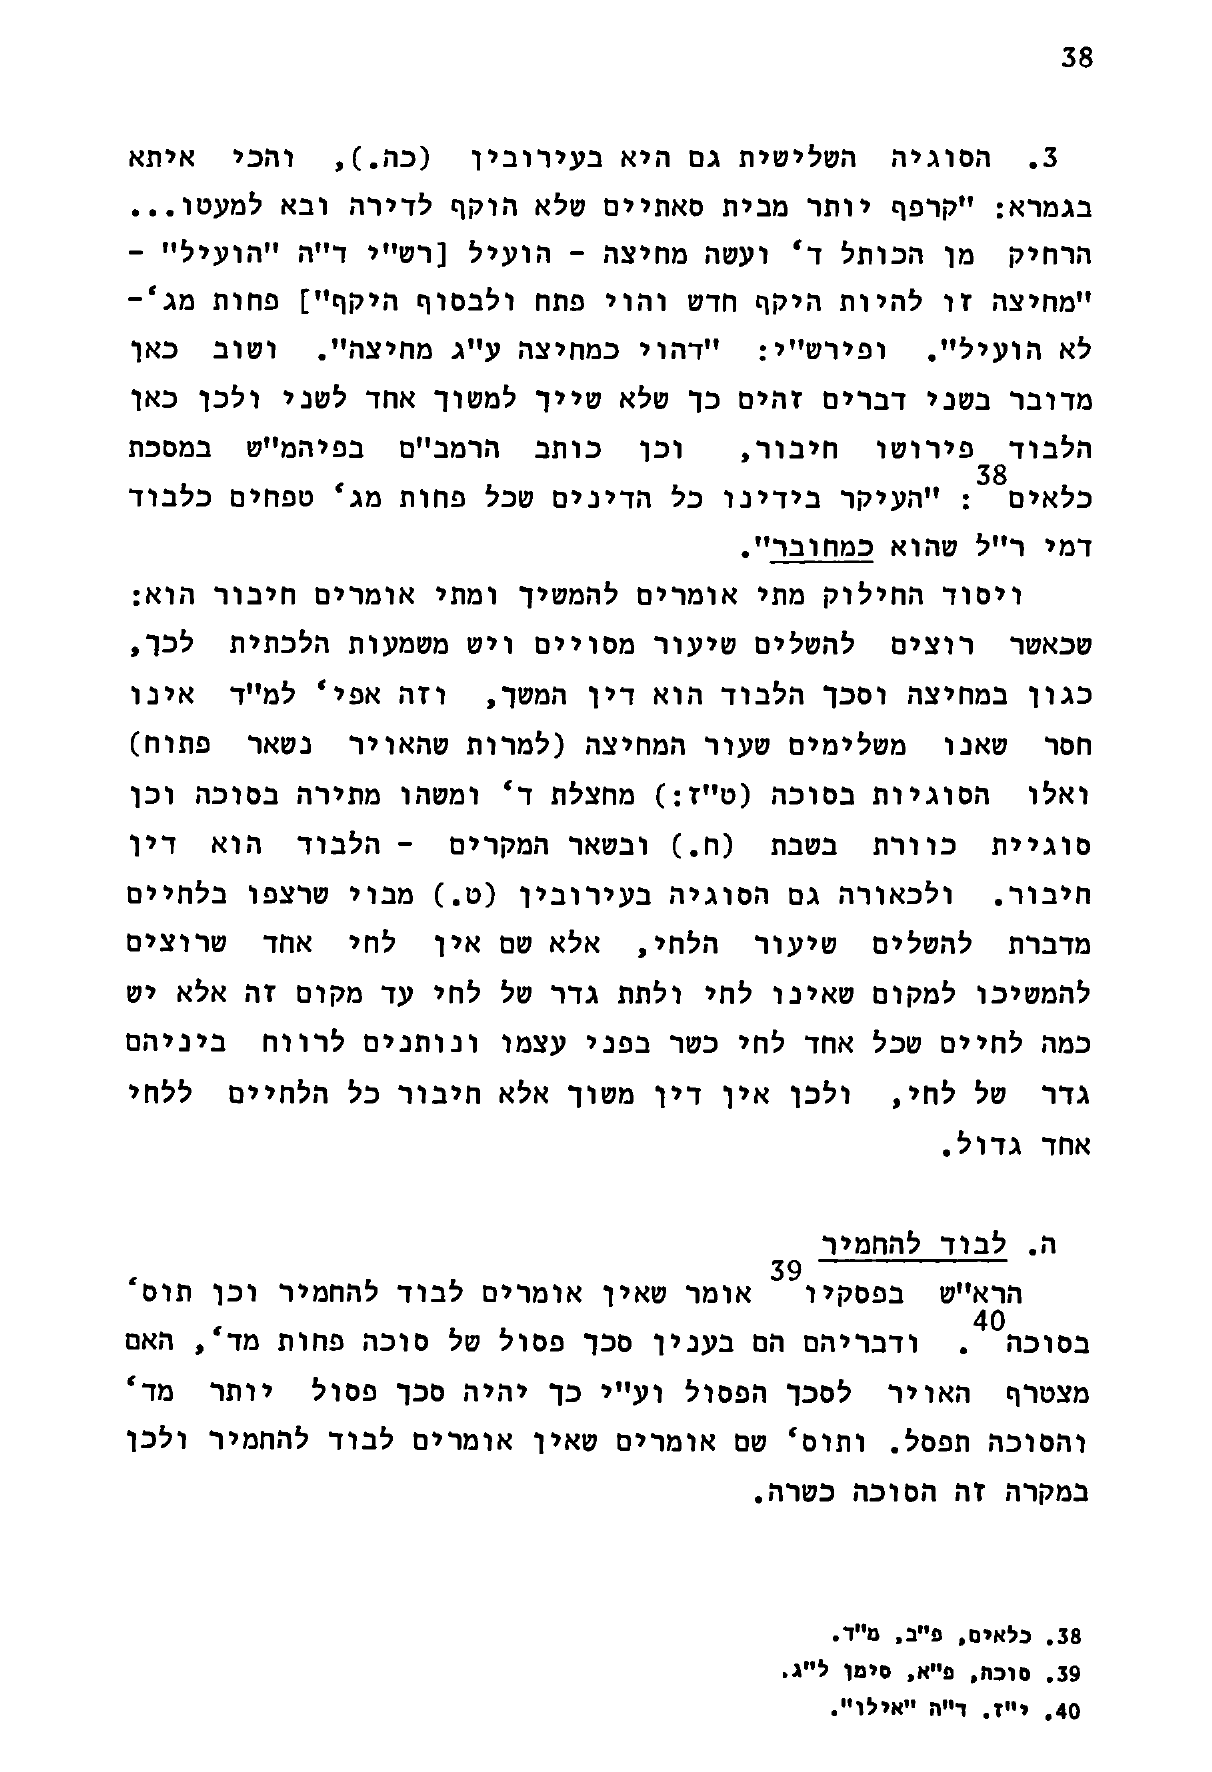 38
3. הסוגיה השלישית גם היא בעירובין (כה.), והכי איתא
בגמרא: "קרפף יותר מבית סאתיים שלא הוקף לדירה ובא למעטו...
הרחיק מן הכותל ד' ועשה מחיצה - הועיל [רש"י ד"ה "הועיל" -
"מחיצה זו להיות היקף חדש והוי פתח ולבסוף היקף"] פחות מג'-
לא הועיל". ופירש"י: "דהוי כמחיצה ע"ג מחיצה". ושוב כאן
מדובר בשני דברים זהים כך שלא שייך למשוך אחד לשני ולכן כאן
הלבוד פירושו חיבור, וכן כותב הרמב"ם בפיהמ"ש במסכת
כלאים38: "העיקר בידינו כל הדינים שכל פחות מג' טפחים כלבוד
דמי ר"ל שהוא כמחובר".
ויסוד החילוק מתי אומרים להמשיך ומתי אומרים חיבור הוא:
שכאשר רוצים להשלים שיעור מסויים ויש משמעות הלכתית לכך,
כגון במחיצה וסכך הלבוד הוא דין המשך, וזה אפי' למ"ד אינו
חסר שאנו משלימים שעור המחיצה (למרות שהאויר נשאר פתוח)
ואלו הסוגיות בסוכה (ט"ז:) מחצלת ד' ומשהו מתירה בסוכה וכן
סוגיית כוורת בשבת (ח.) ובשאר המקרים - הלבוד הוא דין
חיבור. ולכאורה גם הסוגיה בעירובין (ט.) מבוי שרצפו בלחיים
מדברת להשלים שיעור הלחי, אלא שם אין לחי אחד שרוצים
להמשיכו למקום שאינו לחי ולתת גדר של לחי עד מקום זה אלא יש
כמה לחיים שכל אחד לחי כשר בפני עצמו ונותנים לרווח ביניהם
גדר של לחי, ולכן אין דין משוך אלא חיבור כל הלחיים ללחי
אחד גדול.
ה. לבוד להחמיר
הרא"ש בפסקיו39 אומר שאין אומרים לבוד להחמיר וכן תוס'
בסוכה40. ודבריהם הם בענין סכך פסול של סוכה פחות מד', האם
מצטרף האויר לסכך הפסול וע"י כך יהיה סכך פסול יותר מד'
והסוכה תפסל. ותוס' שם אומרים שאין אומרים לבוד להחמיר ולכן
במקרה זה הסוכה כשרה.
38. כלאים, פ"ב, מ"ד.
39. סוכה, פ"א, סימן ל"ג.
40. י"ז. ד"ה "אילו".